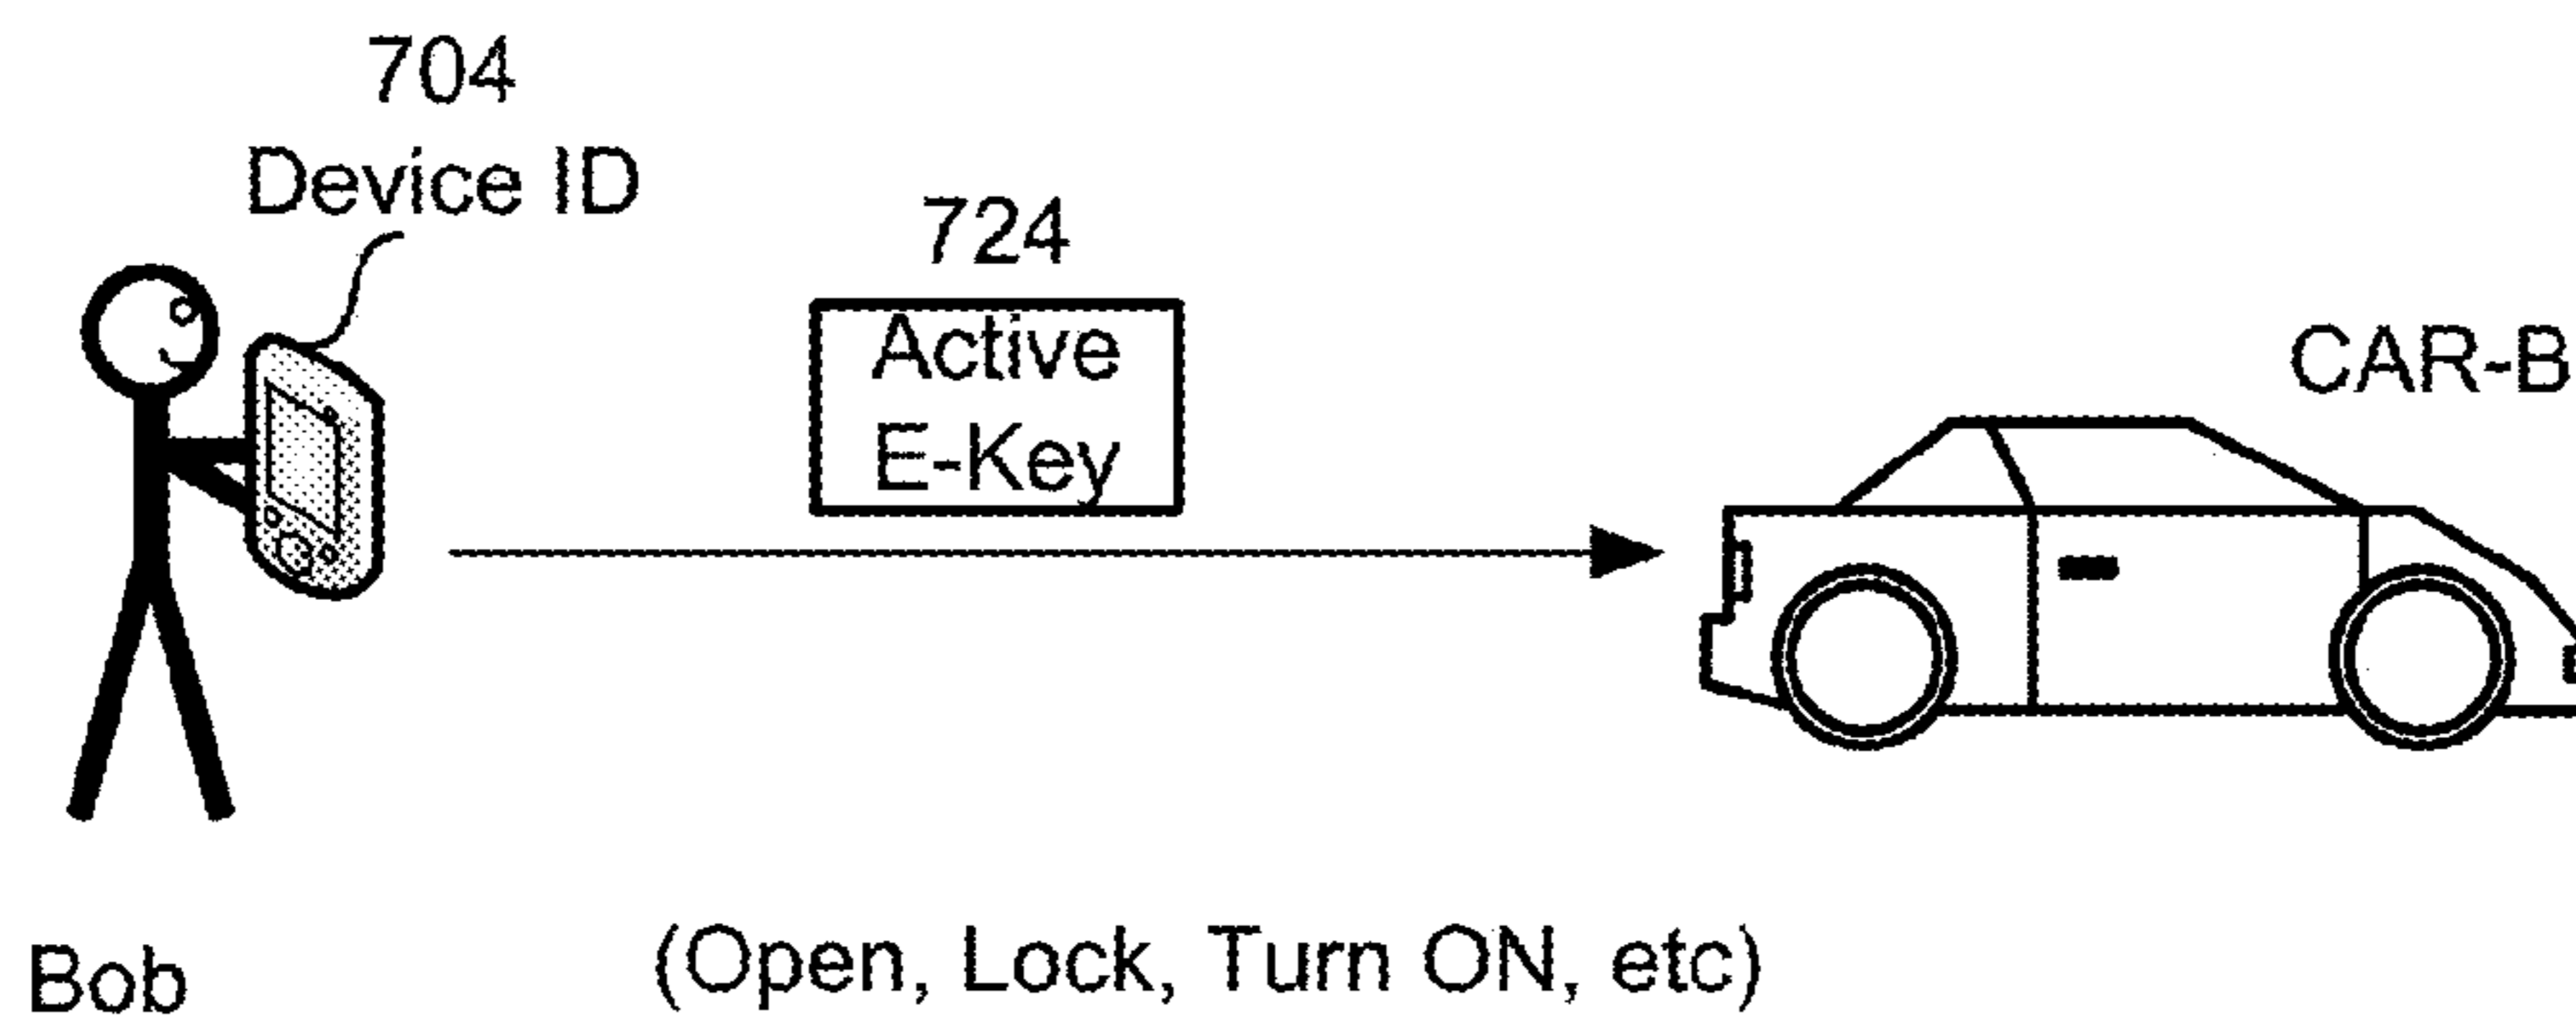 704
Device ID
724
Active
E-Key
CAR-B
Bob
(Open, Lock, Turn ON, etc)